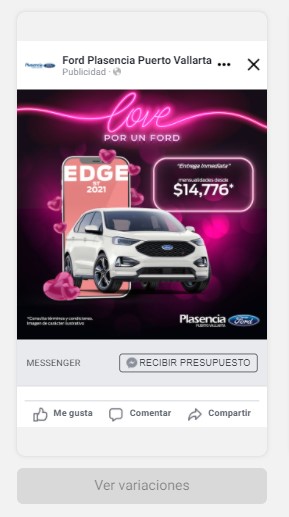 Plasencia Ford
Ford Plasencia Puerto Vallarta
Publicidad
love
POR UN FORD
EDGE
ST
2021
"Entrega Inmediata"
mensualidades desde
$14,776*
*Consulta términos y condiciones.
Imagen de carácter ilustrativo.
Plasencia Ford
PUERTO VALLARTA
MESSENGER
RECIBIR PRESUPUESTO
Me gusta
Comentar
Compartir
Ver variaciones